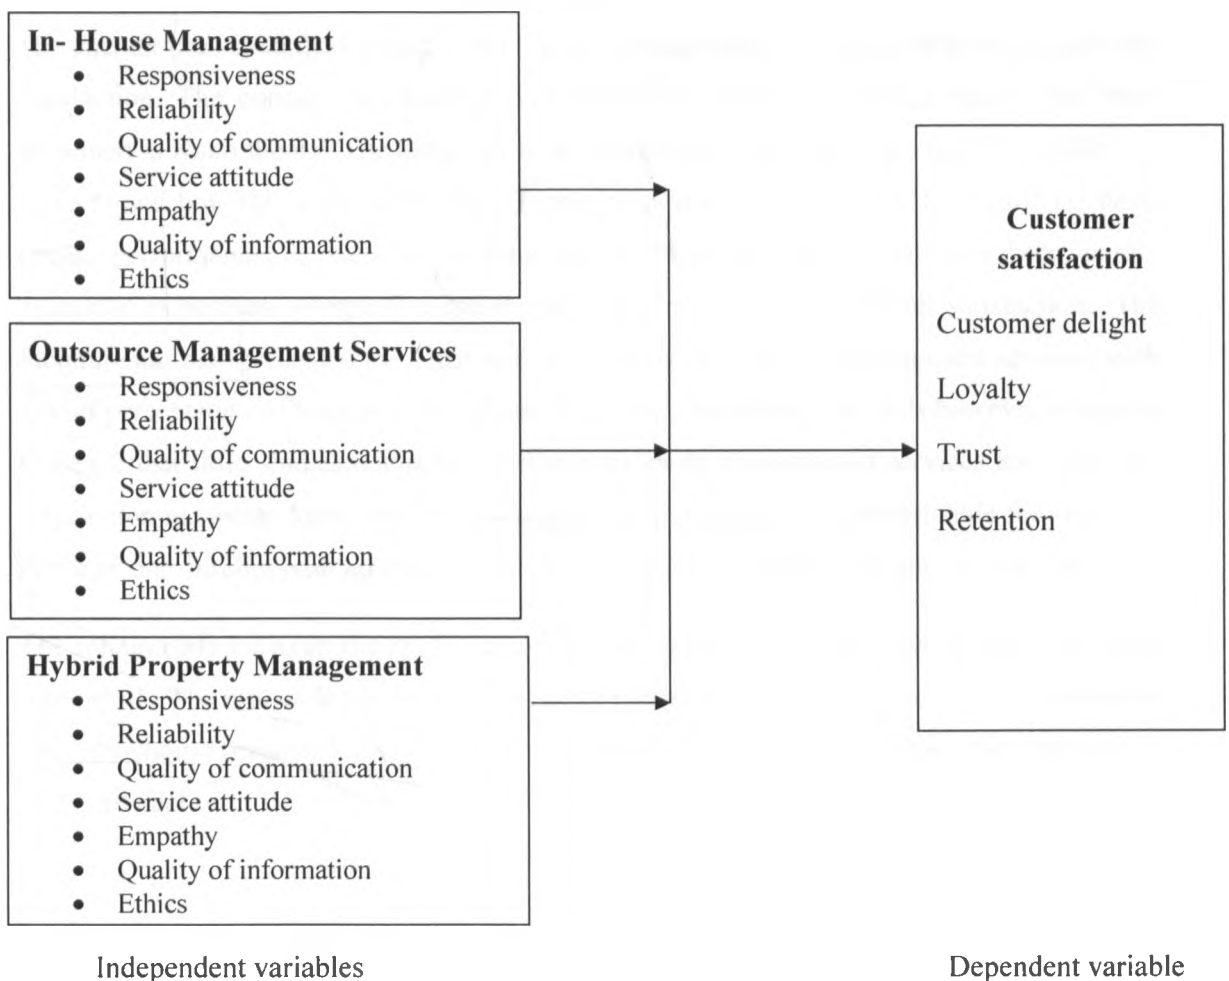 In- House Management
• Responsiveness
• Reliability
• Quality of communication
• Service attitude
• Empathy
• Quality of information
• Ethics
Outsource Management Services
• Responsiveness
• Reliability
• Quality of communication
• Service attitude
• Empathy
• Quality of information
• Ethics
Hybrid Property Management
• Responsiveness
• Reliability
• Quality of communication
• Service attitude
• Empathy
• Quality of information
• Ethics
Independent variables
Customer
satisfaction
Customer delight
Loyalty
Trust
Retention
Dependent variable